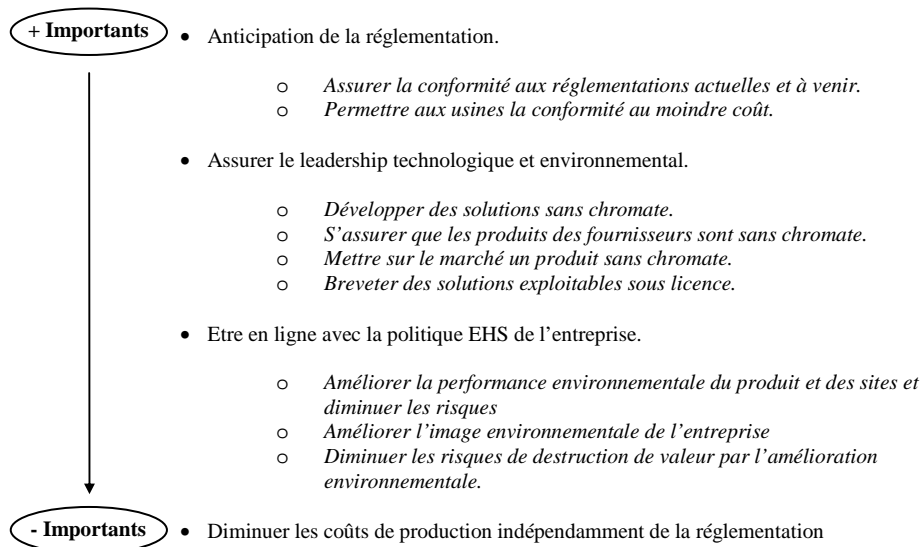 + Importants
• Anticipation de la réglementation.
o Assurer la conformité aux réglementations actuelles et à venir.
o Permettre aux usines la conformité au moindre coût.
• Assurer le leadership technologique et environnemental.
o Développer des solutions sans chromate.
o S'assurer que les produits des fournisseurs sont sans chromate.
o Mettre sur le marché un produit sans chromate.
o Breveter des solutions exploitables sous licence.
• Etre en ligne avec la politique EHS de l'entreprise.
o Améliorer la performance environnementale du produit et des sites et
diminuer les risques
o Améliorer l'image environnementale de l'entreprise
o Diminuer les risques de destruction de valeur par l'amélioration
environnementale.
- Importants
• Diminuer les coûts de production indépendamment de la réglementation